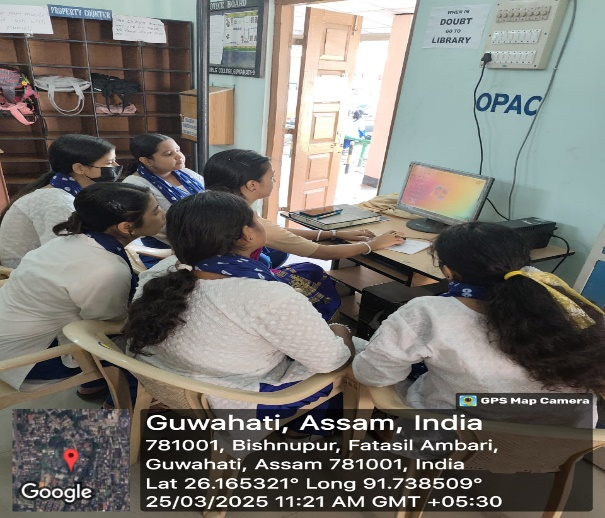 PROPERTY COUNTER
WHEN IN
DOUBT
GO TO
LIBRARY
OPAC
GPS Map Camera
Guwahati, Assam, India
781001, Bishnupur, Fatasil Ambari,
Guwahati, Assam 781001, India
Lat 26.165321° Long 91.738509°
25/03/2025 11:21 AM GMT +05:30
Google